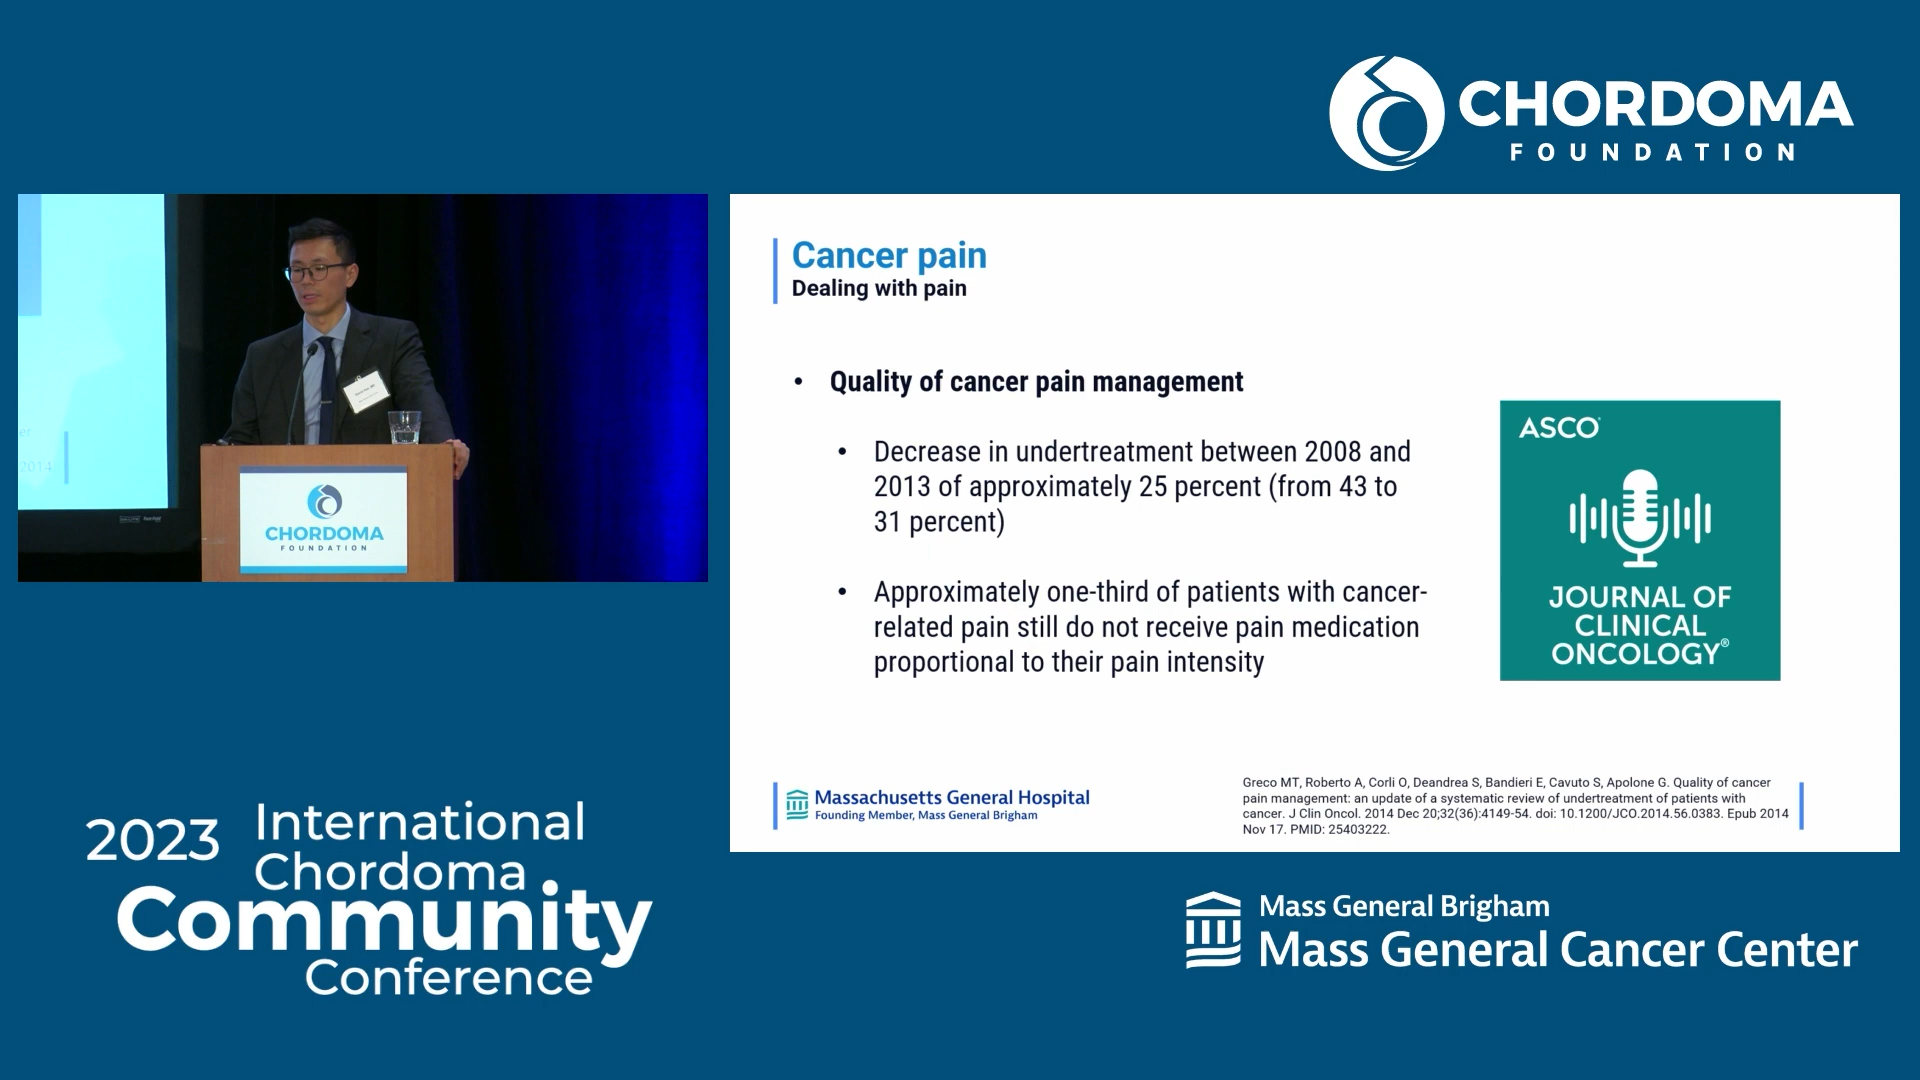 CHORDOMA
FOUNDATION
2014
CHORDOMA
FOUNDATION
Cancer pain
Dealing with pain
• Quality of cancer pain management
• Decrease in undertreatment between 2008 and
2013 of approximately 25 percent (from 43 to
31 percent)
• Approximately one-third of patients with cancer-
related pain still do not receive pain medication
proportional to their pain intensity
ASCO
JOURNAL OF
CLINICAL
ONCOLOGY®
Massachusetts General Hospital
Founding Member, Mass General Brigham
Greco MT, Roberto A, Corli O, Deandrea S, Bandieri E, Cavuto S, Apolone G. Quality of cancer
pain management: an update of a systematic review of undertreatment of patients with
cancer. J Clin Oncol. 2014 Dec 20;32(36):4149-54. doi: 10.1200/JCO.2014.56.0383. Epub 2014
Nov 17. PMID: 25403222.
2023 International
Chordoma
Community
Conference
Mass General Brigham
Mass General Cancer Center